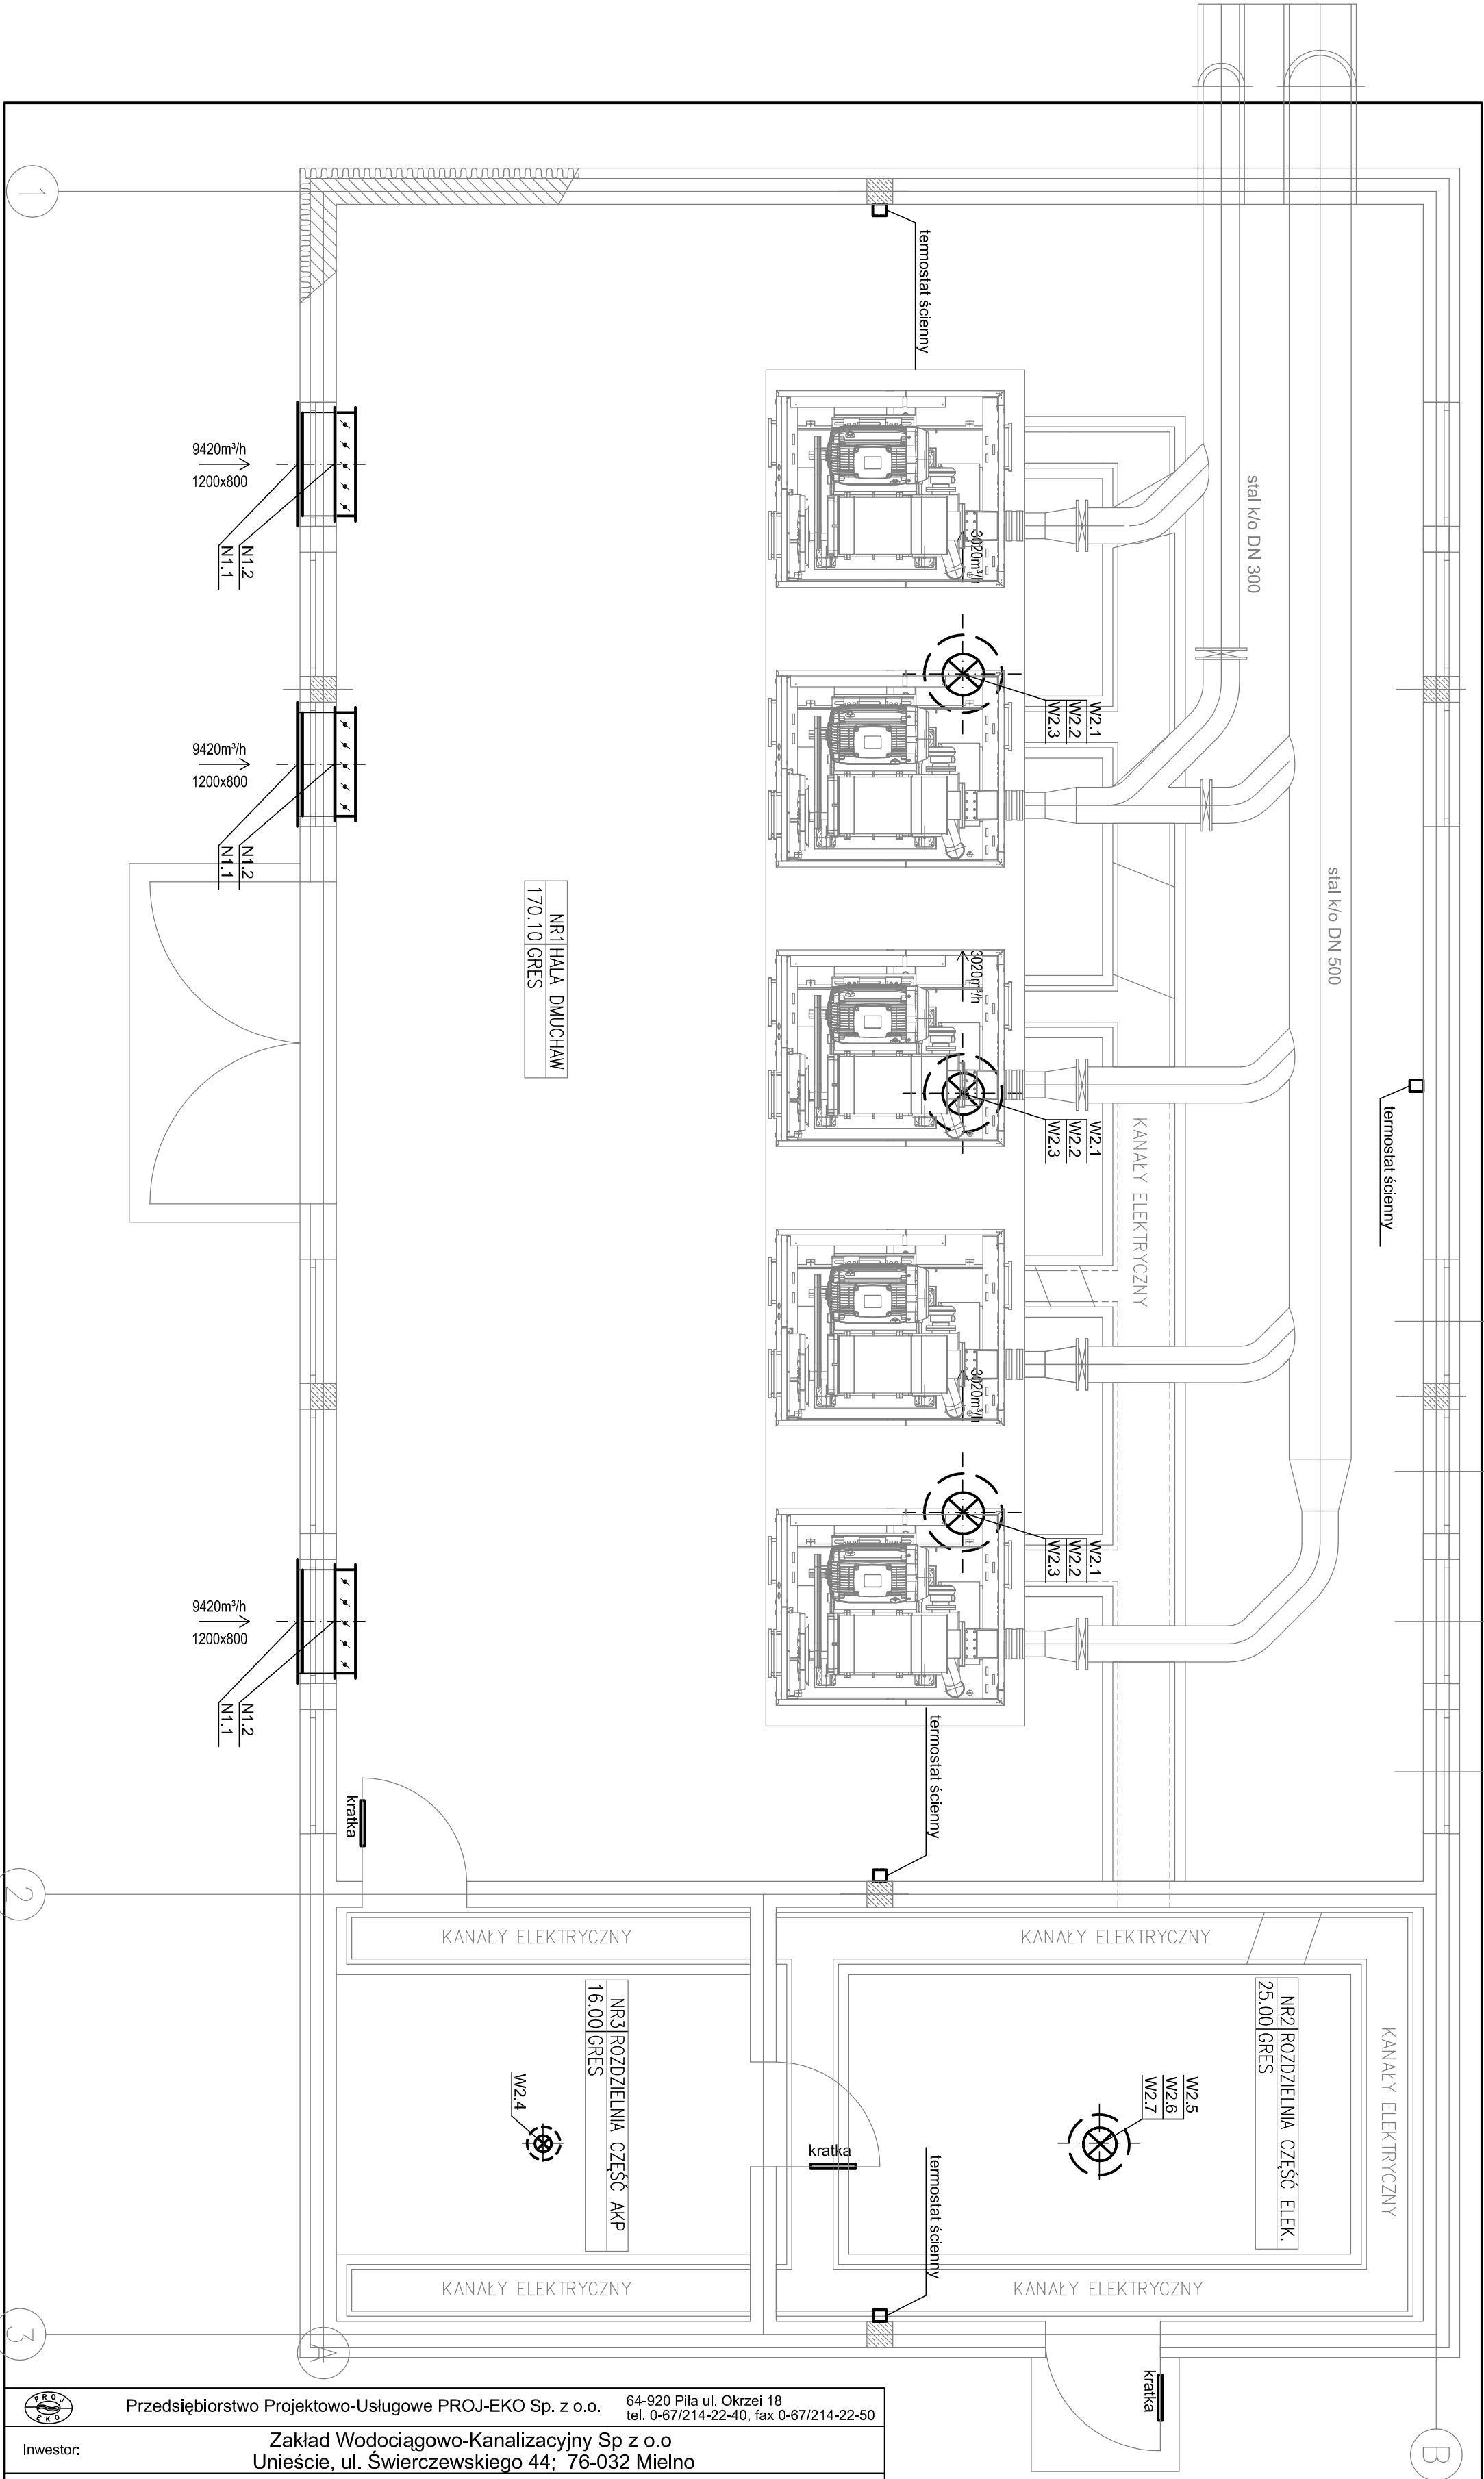 1
termostat ścienny
stal k/o DN 300
stal k/o DN 500
termostat ścienny
9420m³/h
1200x800
N1.2
N1.1
3020m³/h
W2.1
W2.2
W2.3
9420m³/h
1200x800
N1.2
N1.1
NR1 HALA DMUCHAW
170.10 GRES
3020m³/h
W2.1
W2.2
W2.3
KANAŁY ELEKTRYCZNY
3020m³/h
W2.1
W2.2
W2.3
9420m³/h
1200x800
N1.2
N1.1
termostat ścienny
kratka
2
KANAŁY ELEKTRYCZNY
KANAŁY ELEKTRYCZNY
NR3 ROZDZIELNIA CZĘŚĆ AKP
16.00 GRES
NR2 ROZDZIELNIA CZĘŚĆ ELEK.
25.00 GRES
KANAŁY ELEKTRYCZNY
W2.4
W2.5
W2.6
W2.7
kratka
termostat ścienny
KANAŁY ELEKTRYCZNY
KANAŁY ELEKTRYCZNY
3
A
kratka
B
PROJ
EKO
Przedsiębiorstwo Projektowo-Usługowe PROJ-EKO Sp. z o.o.
64-920 Piła ul. Okrzei 18
tel. 0-67/214-22-40, fax 0-67/214-22-50
Inwestor:
Zakład Wodociągowo-Kanalizacyjny Sp z o.o
Unieście, ul. Świerczewskiego 44; 76-032 Mielno